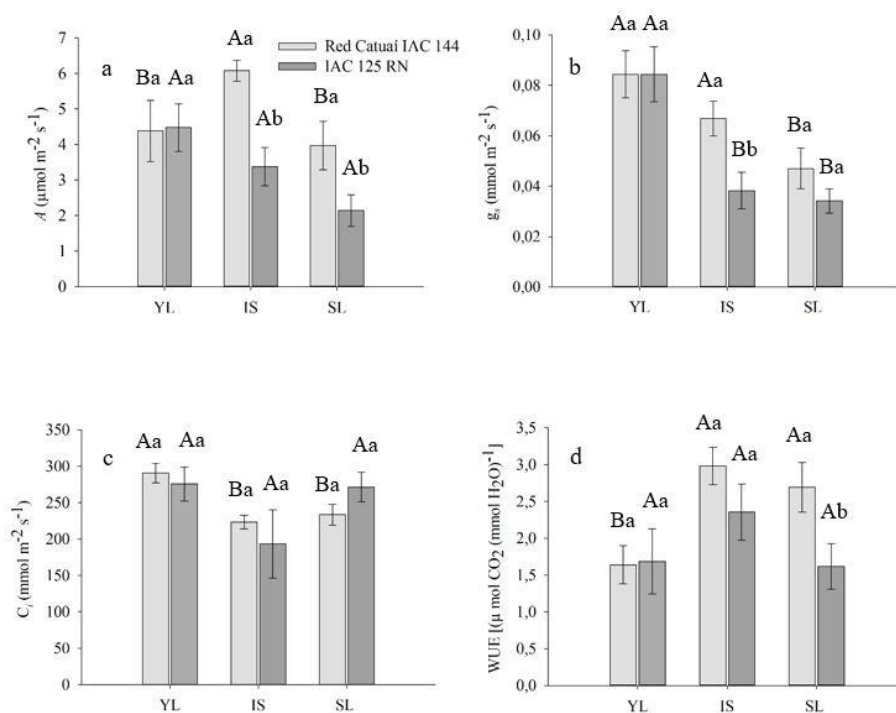 a
Red Catuaí IAC 144
IAC 125 RN
A (µmol m⁻² s⁻¹)
7
6
5
4
3
2
1
0
Ba Aa
Aa
Ab
Ba
Ab
YL IS SL
b
gs (mmol m⁻² s⁻¹)
0,10
0,08
0,06
0,04
0,02
0,00
Aa Aa
Aa
Bb
Ba
Ba
YL IS SL
c
Ci (mmol m⁻² s⁻¹)
350
300
250
200
150
100
50
0
Aa Aa
Ba Aa
Ba Aa
YL IS SL
d
WUE [(µ mol CO₂ (mmol H₂O)⁻¹]
3,5
3,0
2,5
2,0
1,5
1,0
0,5
0,0
Ba Aa
Aa
Aa
Aa
Ab
YL IS SL